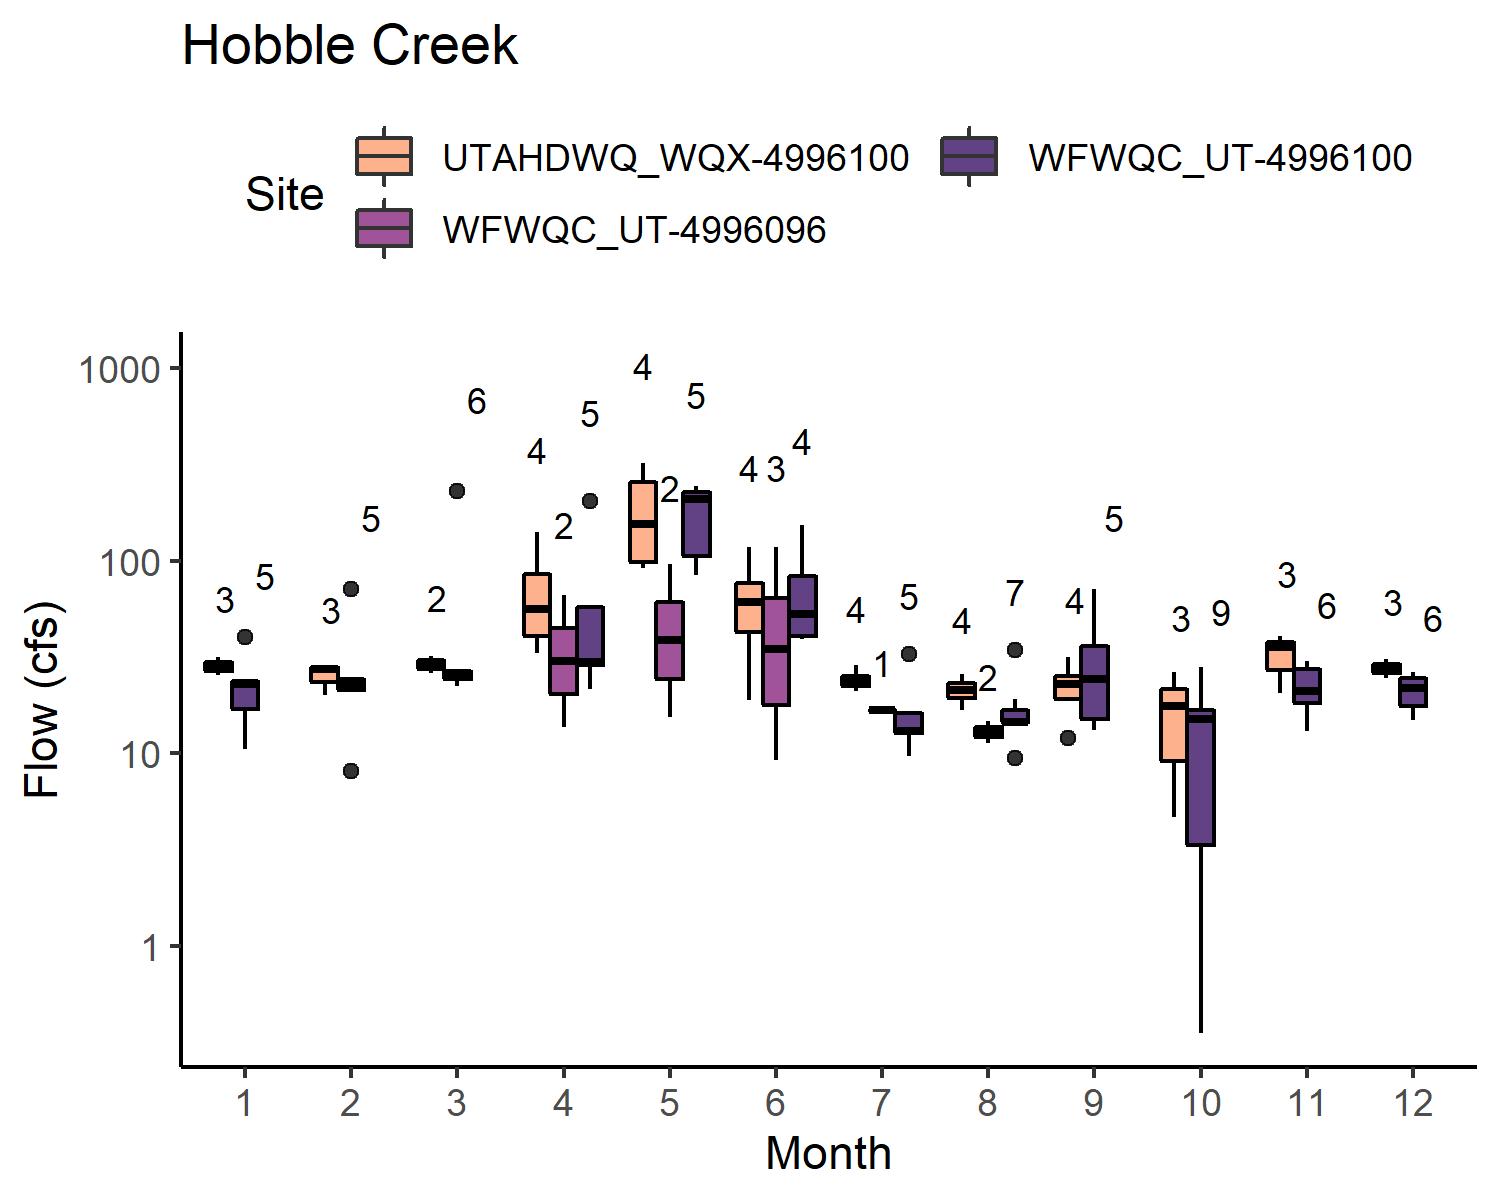 Hobble Creek
Site
UTAHDWQ_WQX-4996100
WFWQC_UT-4996100
WFWQC_UT-4996096
Flow (cfs)
1000
100
10
1
3 5
3 5
2 6
4 2 5
4 2 5
4 3 4
4 1 5
4 2 7
4 5
3 9
3 6
3 6
1 2 3 4 5 6 7 8 9 10 11 12
Month